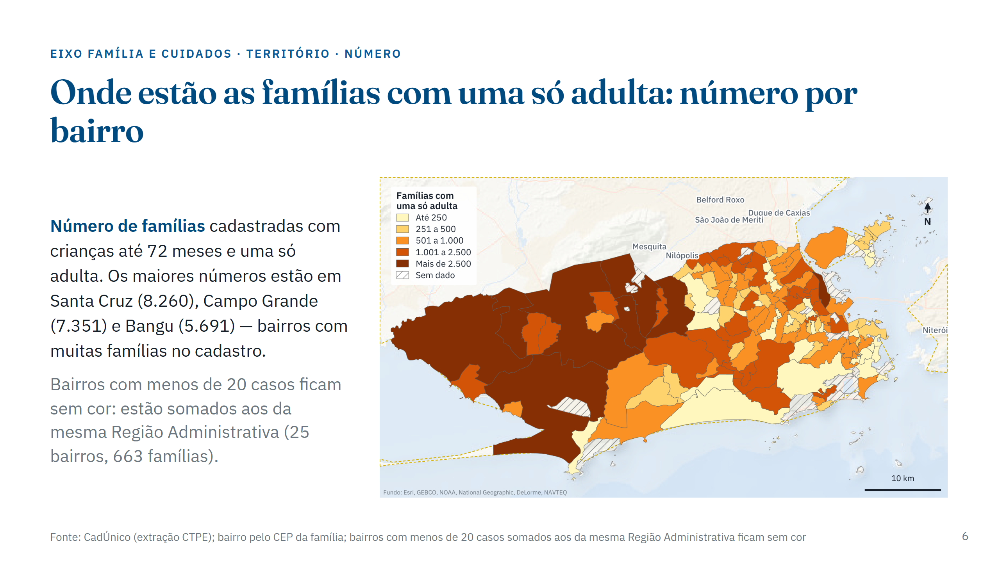 EIXO FAMÍLIA E CUIDADOS · TERRITÓRIO · NÚMERO
Onde estão as famílias com uma só adulta: número por
bairro
Número de famílias cadastradas com
crianças até 72 meses e uma só
adulta. Os maiores números estão em
Santa Cruz (8.260), Campo Grande
(7.351) e Bangu (5.691) — bairros com
muitas famílias no cadastro.
Bairros com menos de 20 casos ficam
sem cor: estão somados aos da
mesma Região Administrativa (25
bairros, 663 famílias).
Famílias com
uma só adulta
Até 250
251 a 500
501 a 1.000
1.001 a 2.500
Mais de 2.500
Sem dado
Belford Roxo
Duque de Caxias
São João de Meriti
Mesquita
Nilópolis
N
Niterói
10 km
Fundo: Esri, GEBCO, NOAA, National Geographic, DeLorme, NAVTEQ
Fonte: CadÚnico (extração CTPE); bairro pelo CEP da família; bairros com menos de 20 casos somados aos da mesma Região Administrativa ficam sem cor
6